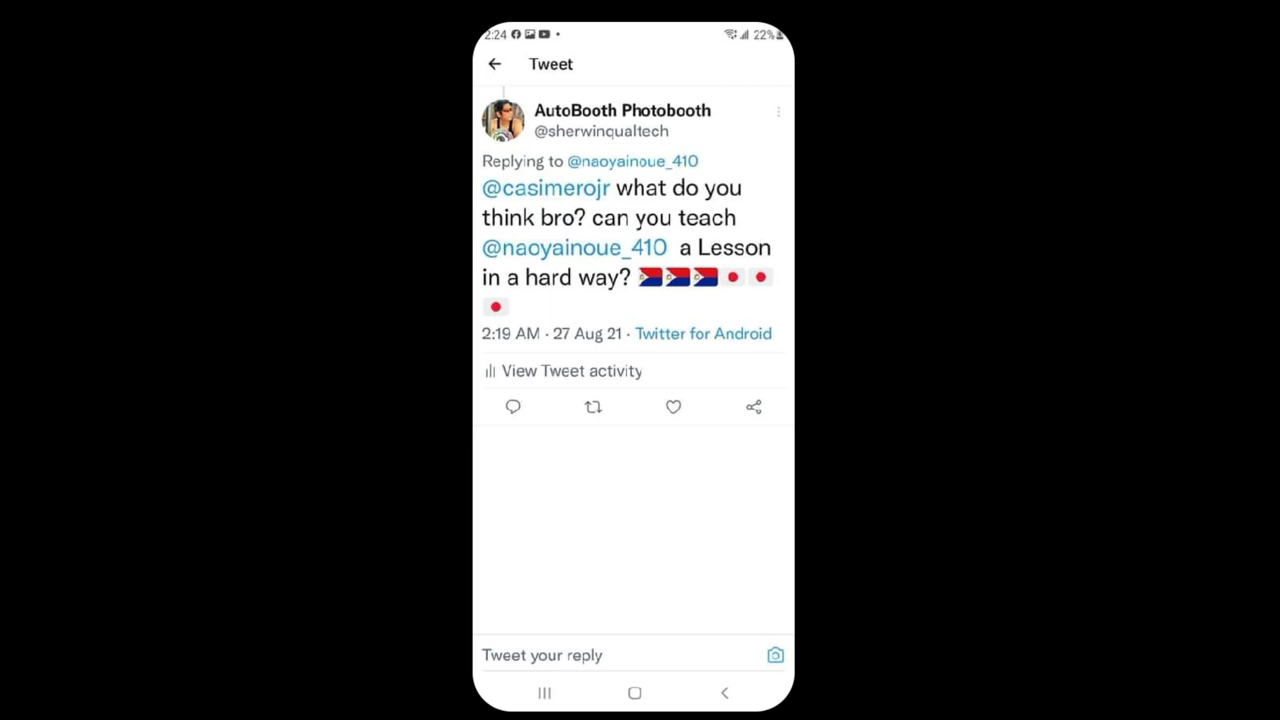 2:24
22%
Tweet
AutoBooth Photobooth
@sherwinqualtech
Replying to @naoyainoue_410
@casimerojr what do you
think bro? can you teach
@naoyainoue_410 a Lesson
in a hard way? 🇵🇭🇵🇭🇵🇭🇯🇵🇯🇵
🇯🇵
2:19 AM · 27 Aug 21 · Twitter for Android
View Tweet activity
Tweet your reply